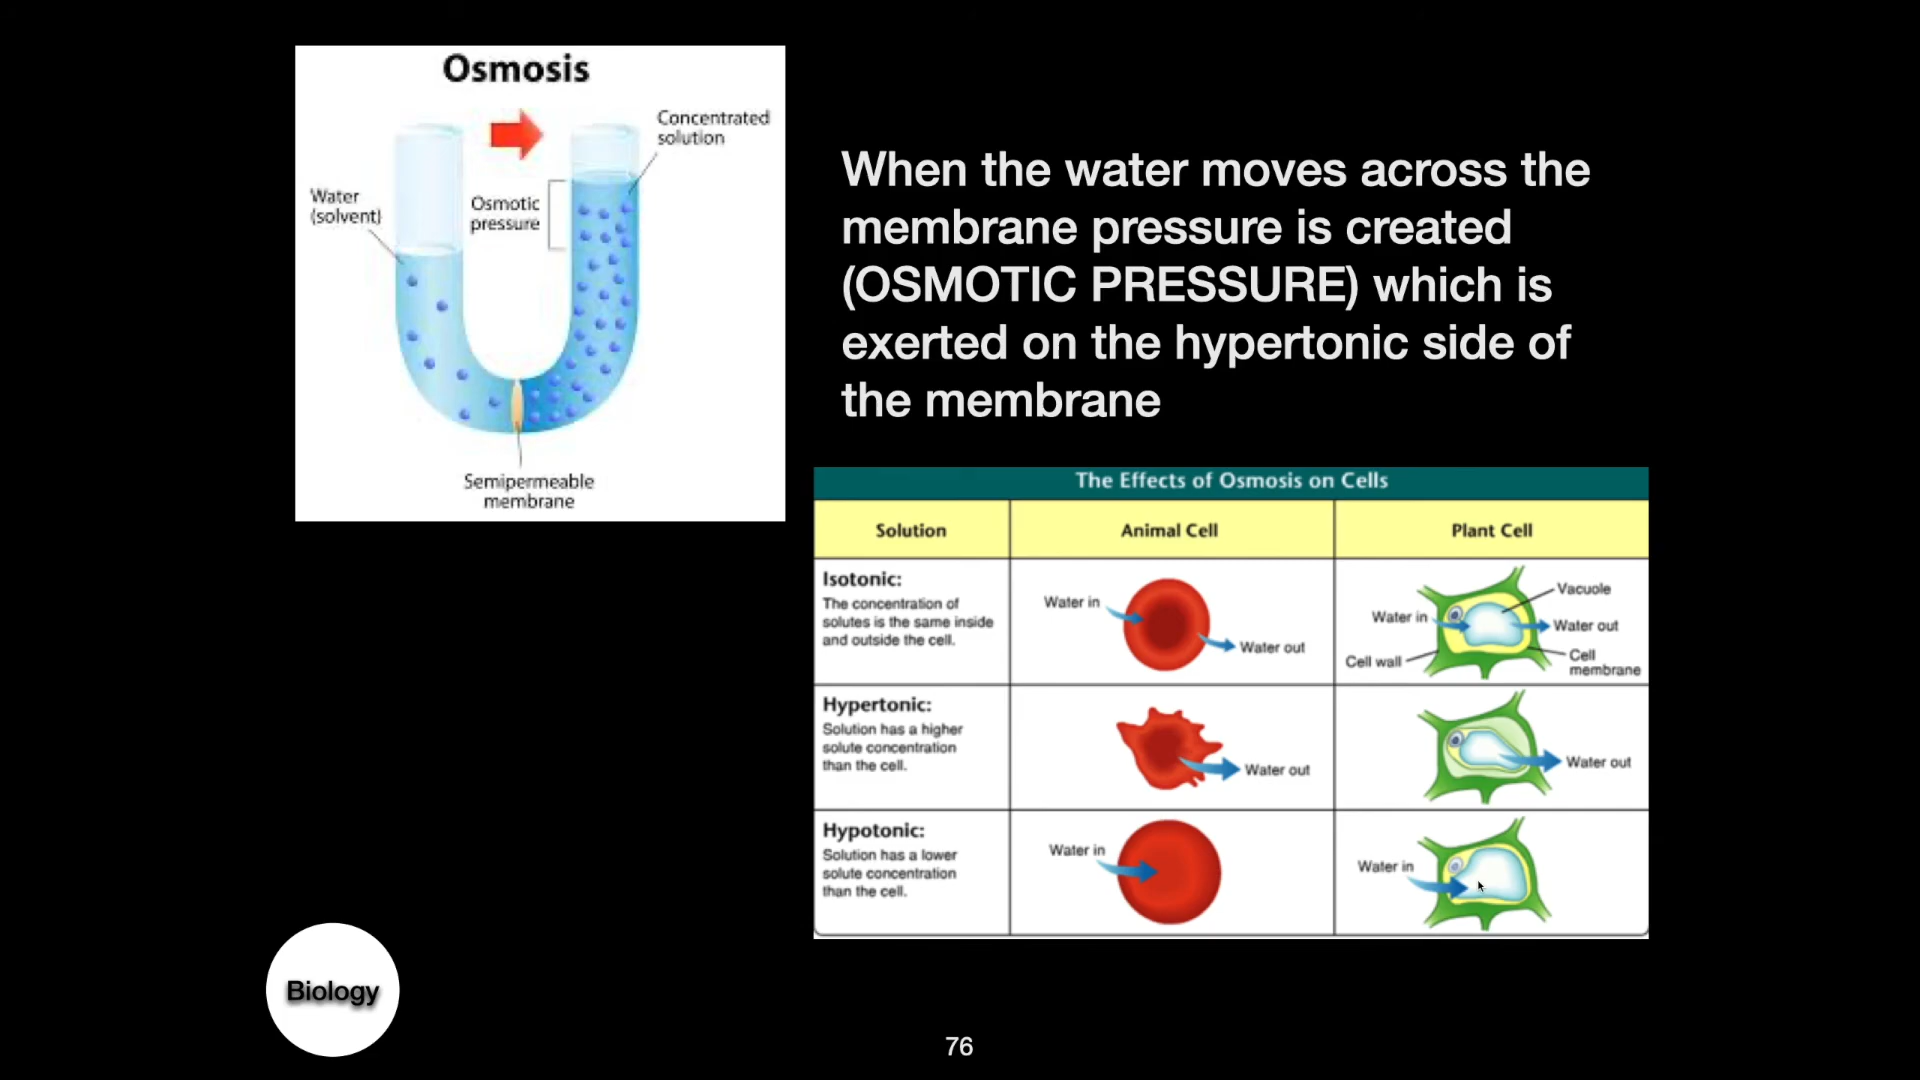 Osmosis
Concentrated
solution
Water
(solvent)
Osmotic
pressure
Semipermeable
membrane
When the water moves across the
membrane pressure is created
(OSMOTIC PRESSURE) which is
exerted on the hypertonic side of
the membrane
The Effects of Osmosis on Cells
Solution
Animal Cell
Plant Cell
Isotonic:
The concentration of
solutes is the same inside
and outside the cell.
Water in
Water out
Vacuole
Water in
Water out
Cell wall
Cell
membrane
Hypertonic:
Solution has a higher
solute concentration
than the cell.
Water out
Water out
Hypotonic:
Solution has a lower
solute concentration
than the cell.
Water in
Water in
Biology
76